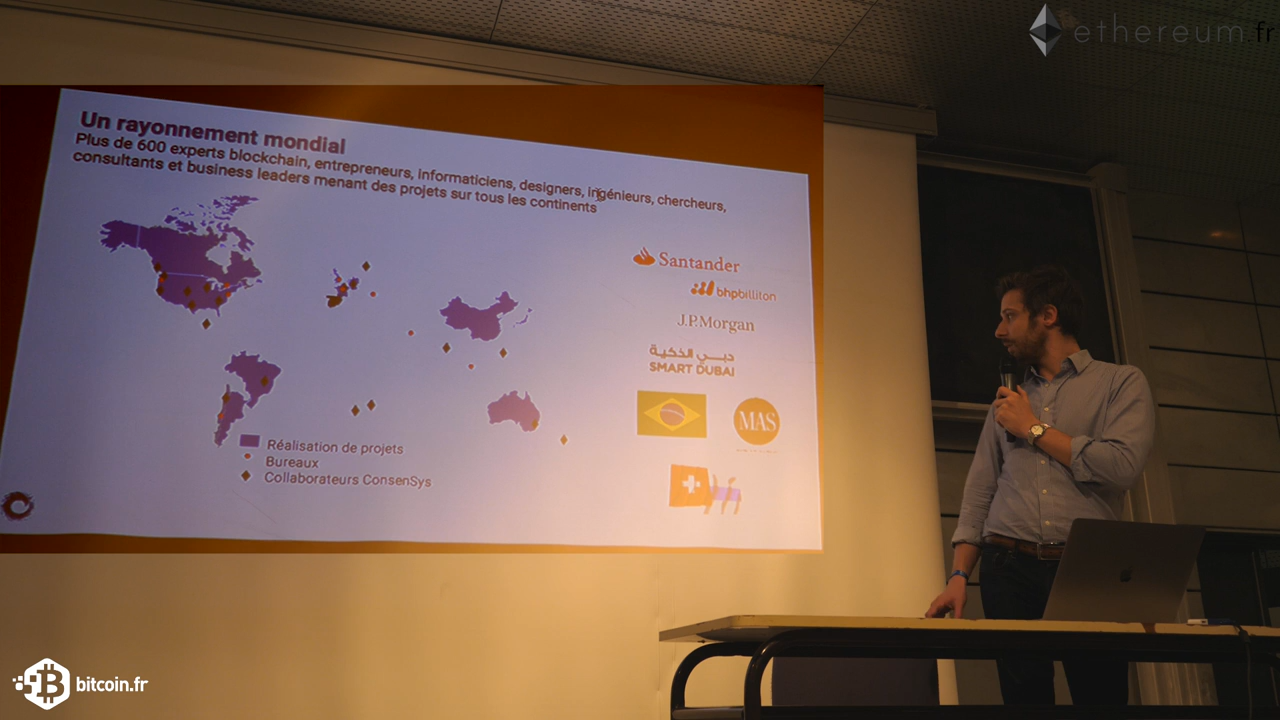 ethereum.fr
Un rayonnement mondial
Plus de 600 experts blockchain, entrepreneurs, informaticiens, designers, ingénieurs, chercheurs,
consultants et business leaders menant des projets sur tous les continents
Santander
bhpbilliton
J.P.Morgan
دبي الذكية
SMART DUBAI
MAS
Réalisation de projets
Bureaux
Collaborateurs ConsenSys
bitcoin.fr